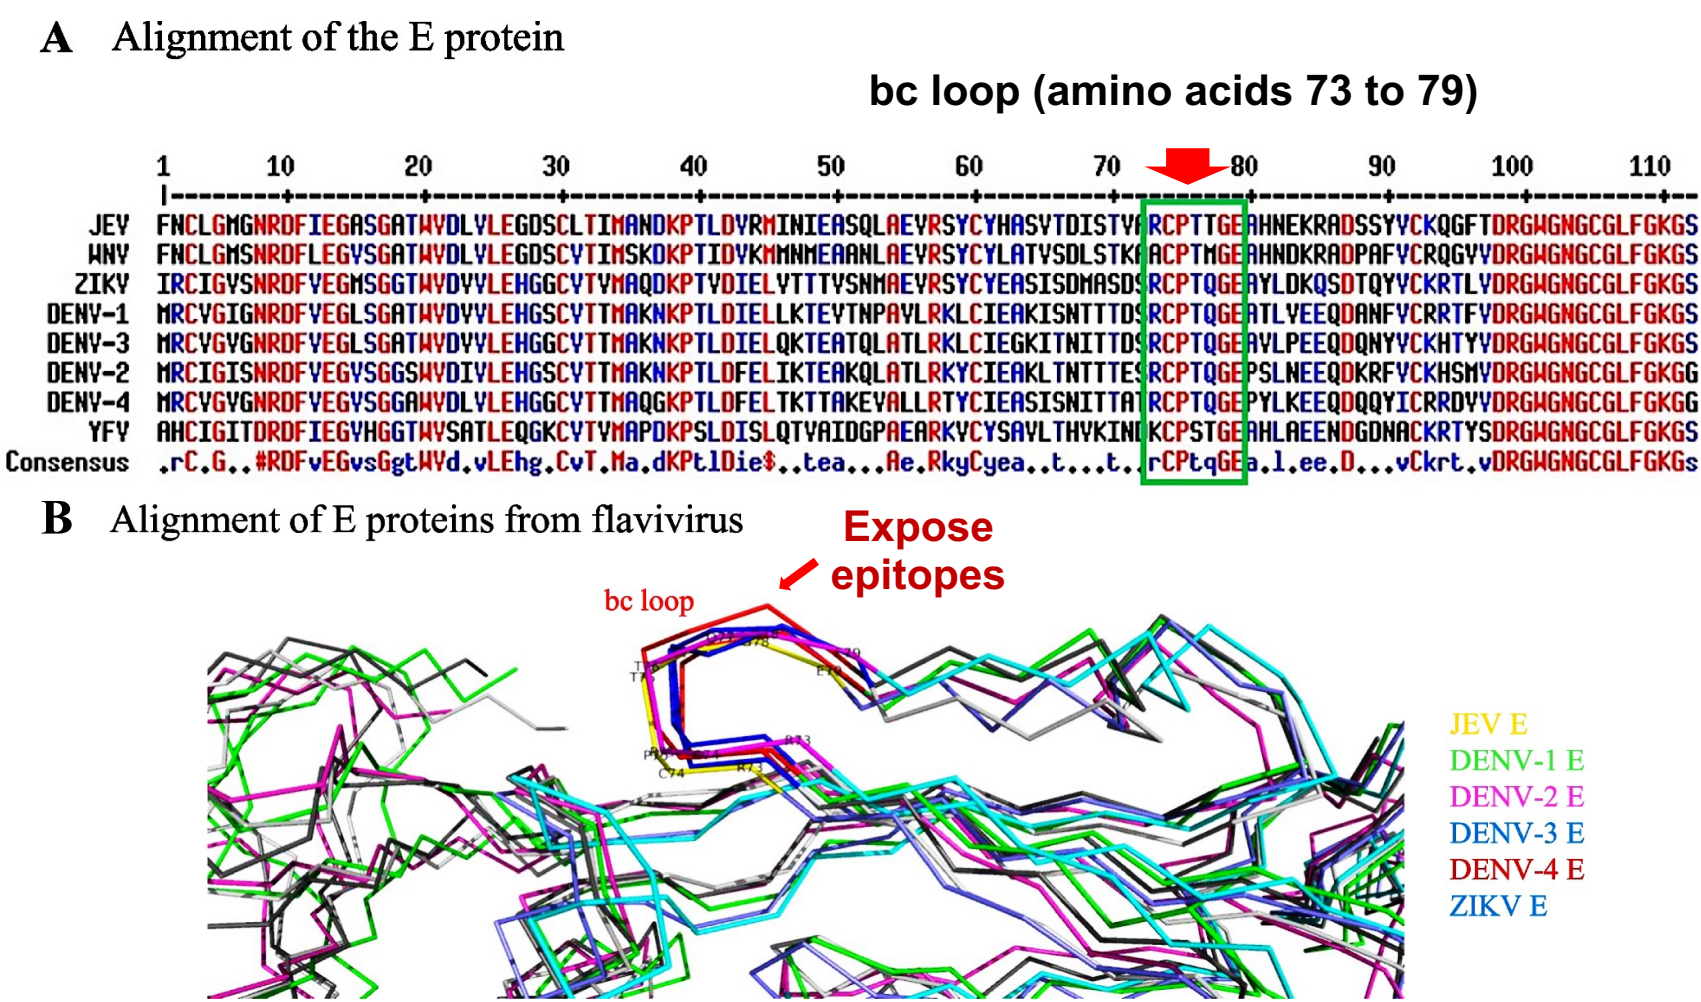 A Alignment of the E protein
bc loop (amino acids 73 to 79)
1 10 20 30 40 50 60 70 80 90 100 110
JEV FNCLGMGNRDFIEGASGATWVDLVLEGDSCLTIMANDKPTLDVRMINIEASQLAEVRSYCYHASVTDISTVARCPTTGEAHNEKRADSSYVCKQGFTDRGWGNGCGLFGKGS
WNV FNCLGMSNRDFLEGVSGATWVDLVLEGDSCVTIMSKDKPTIDVKMMNMEAANLAEVRSYCYLATVSDLSTKAACPTMGEAHNDKRADPAFVCRQGVVDRGWGNGCGLFGKGS
ZIKV IRCIGVSNRDFVEGMSGGTWVDVVLEHGGCVTVMAQDKPTVDIELVTTTVSNMAEVRSYCYEASISDMASDSRCPTQGEAYLDKQSDTQYVCKRTLVDRGWGNGCGLFGKGS
DENV-1 MRCVGIGNRDFVEGLSGATWVDVVLEHGSCVTTMAKNKPTLDIELLKTEVTNPAVLRKLCIEAKISNTTTDSRCPTQGEATLVEEQDANFVCRRTFVDRGWGNGCGLFGKGS
DENV-3 MRCVGVGNRDFVEGLSGATWVDVVLEHGGCVTTMAKNKPTLDIELQKTEATQLATLRKLCIEGKITNITTDSRCPTQGEAVLPEEQDQNYVCKHTYVDRGWGNGCGLFGKGS
DENV-2 MRCIGISNRDFVEGVSGGSWVDIVLEHGSCVTTMAKNKPTLDFELIKTEAKQLATLRKYCIEAKLTNTTTESRCPTQGEPSLNEEQDKRFVCKHSMVDRGWGNGCGLFGKGG
DENV-4 MRCVGVGNRDFVEGVSGGAWVDLVLEHGGCVTTMAQGKPTLDFELTKTTAKEVALLRTYCIEASISNITTATRCPTQGEPYLKEEQDQQYICRRDVVDRGWGNGCGLFGKGG
YFV AHCIGITDRDFIEGVHGGTWVSATLEQGKCVTVMAPDKPSLDISLQTVAIDGPAEARKVCYSAVLTHVKINDKCPSTGEAHLAEENDGDNACKRTYSDRGWGNGCGLFGKGS
Consensus .rC.G..#RDFvEGvsGgtWVd.vLEhg.CvT.Ma.dKPtlDie$..tea...Ae.RkyCyea..t...t..rCPtqGEa.l.ee.D...vCkrt.vDRGWGNGCGLFGKGs
B Alignment of E proteins from flavivirus
Expose
epitopes
bc loop
E79
R73
C74
R73
JEV E
DENV-1 E
DENV-2 E
DENV-3 E
DENV-4 E
ZIKV E